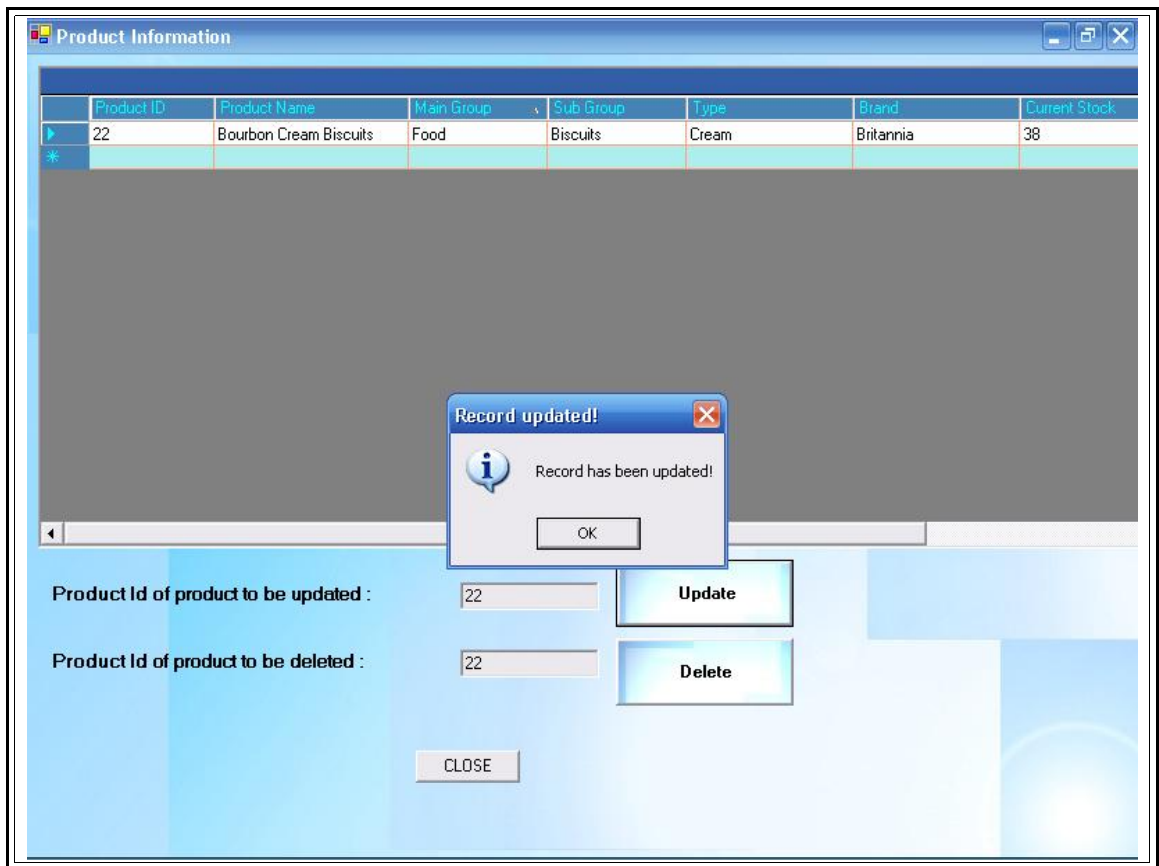 Product Information
Product ID Product Name Main Group Sub Group Type Brand Current Stock
22 Bourbon Cream Biscuits Food Biscuits Cream Britannia 38
Record updated!
Record has been updated!
OK
Product Id of product to be updated : 22 Update
Product Id of product to be deleted : 22 Delete
CLOSE